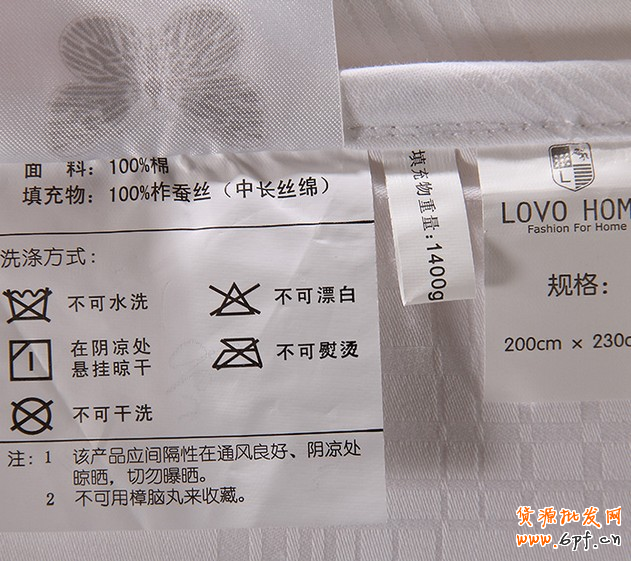 面 料：100%棉
填充物：100%柞蚕丝（中长丝绵）
洗涤方式：
不可水洗
不可漂白
在阴凉处
悬挂晾干
不可熨烫
不可干洗
注：1 该产品应间隔性在通风良好、阴凉处
晾晒，切勿曝晒。
2 不可用樟脑丸来收藏。
填充物重量：1400g
L
LOVO HOM
Fashion For Home
规格：
200cm × 230c
货源批发网
www.6pf.cn